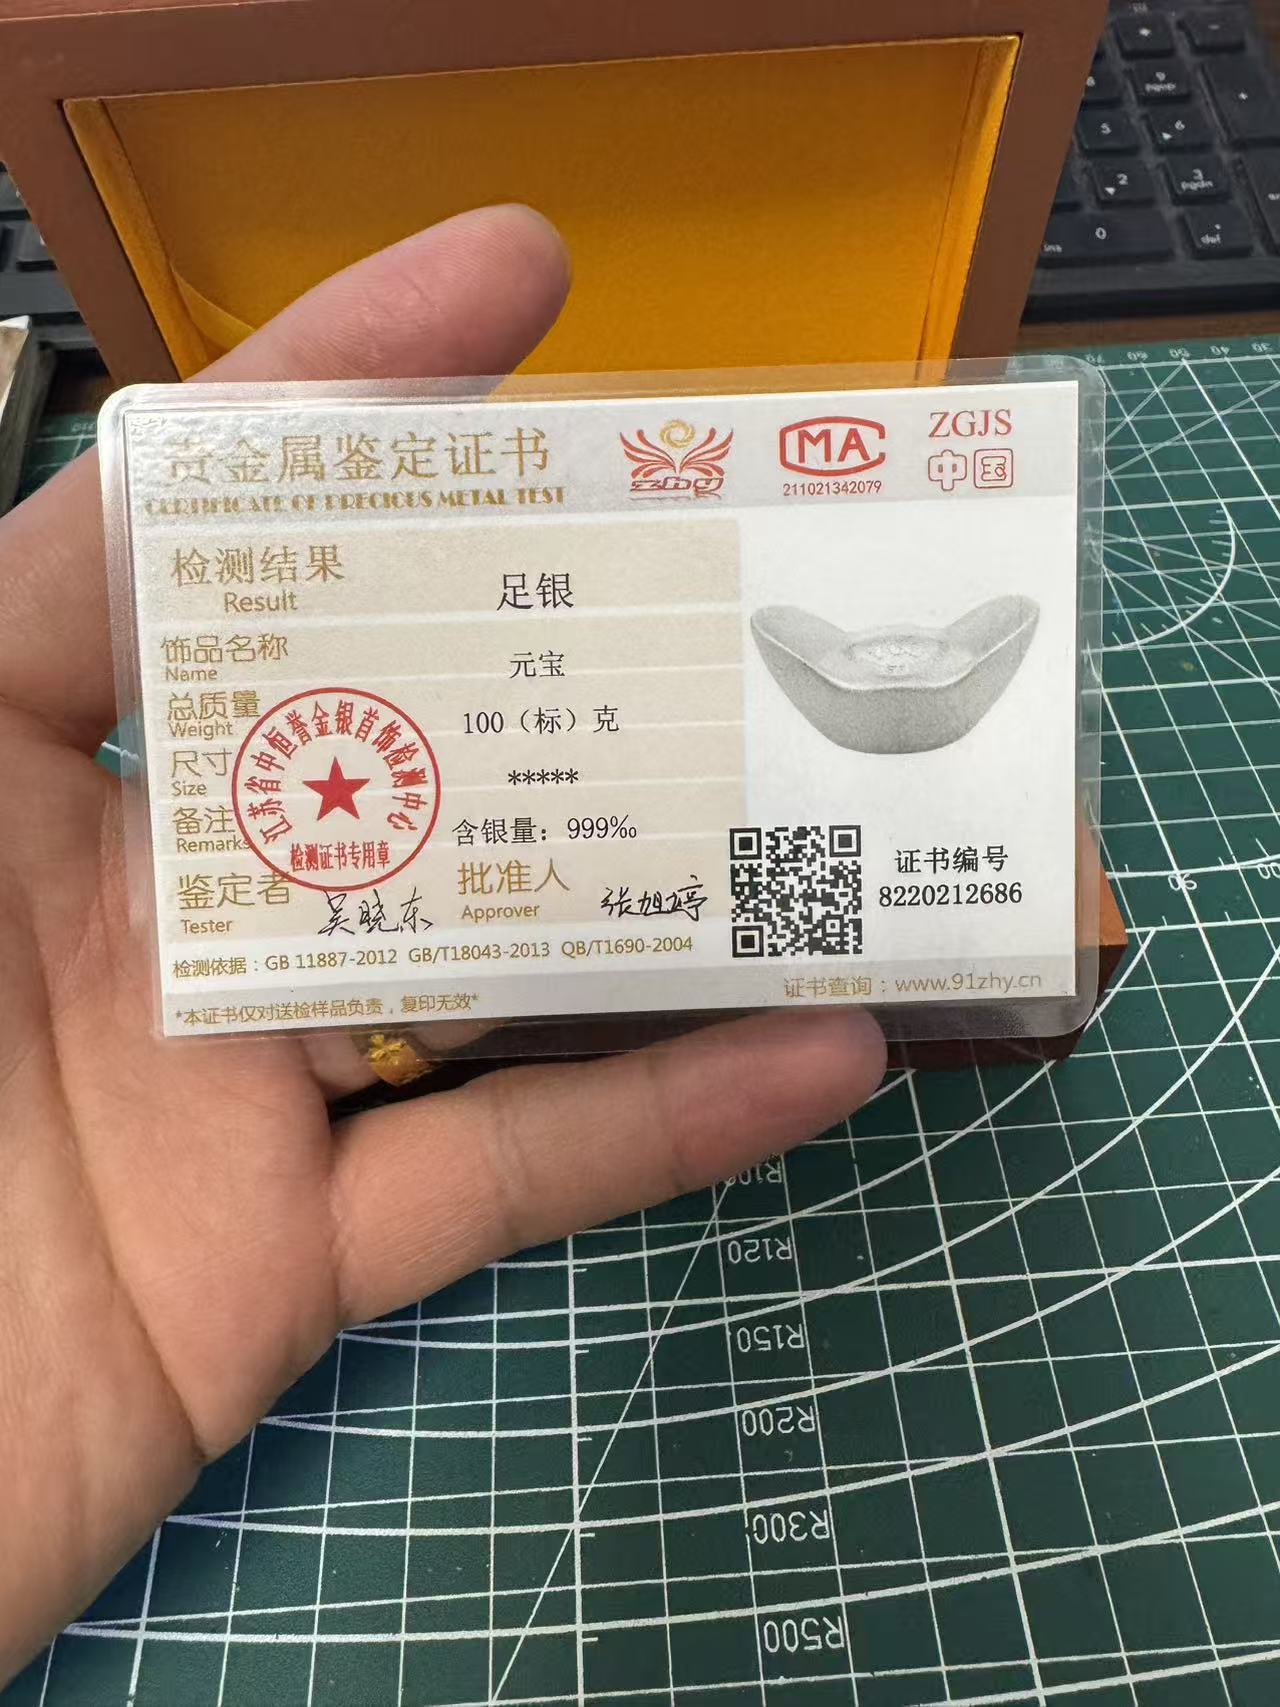 贵金属鉴定证书
CERTIFICATE OF PRECIOUS METAL TEST
zhy
MA
211021342079
ZGJS
中国
检测结果
Result
足银
饰品名称
Name
元宝
总质量
Weight
100（标）克
尺寸
Size
*****
备注
Remarks
含银量：999‰
江苏省中恒誉金银首饰检测中心
检测证书专用章
鉴定者
Tester
吴晓东
批准人
Approver
张旭婷
证书编号
8220212686
检测依据：GB 11887-2012 GB/T18043-2013 QB/T1690-2004
证书查询：www.91zhy.cn
*本证书仅对送检样品负责，复印无效*
R120
R150
R200
R300
R500